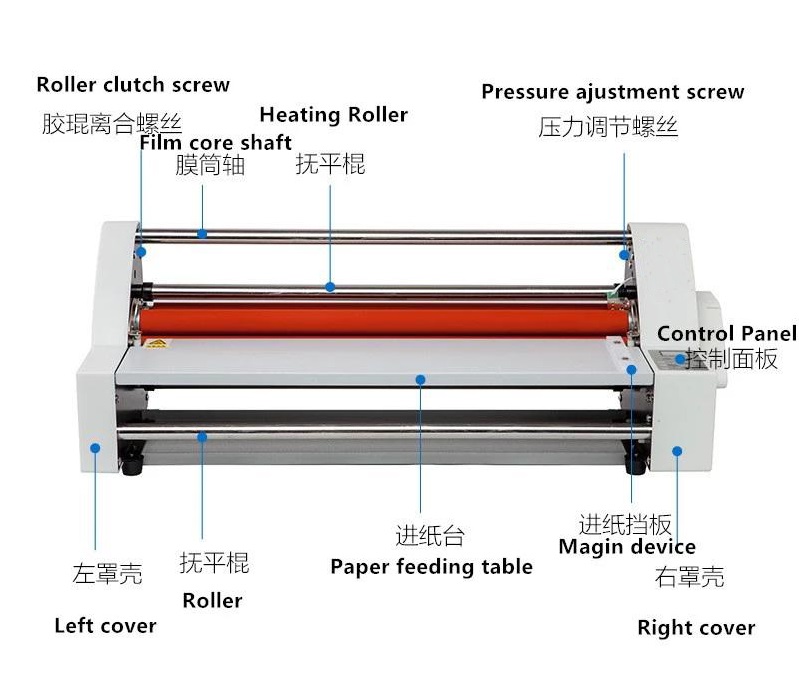 Roller clutch screw
胶琨离合螺丝
Film core shaft
膜筒轴
Heating Roller
抚平棍
Pressure ajustment screw
压力调节螺丝
Control Panel
控制面板
左罩壳
Left cover
抚平棍
Roller
进纸台
Paper feeding table
进纸挡板
Magin device
右罩壳
Right cover